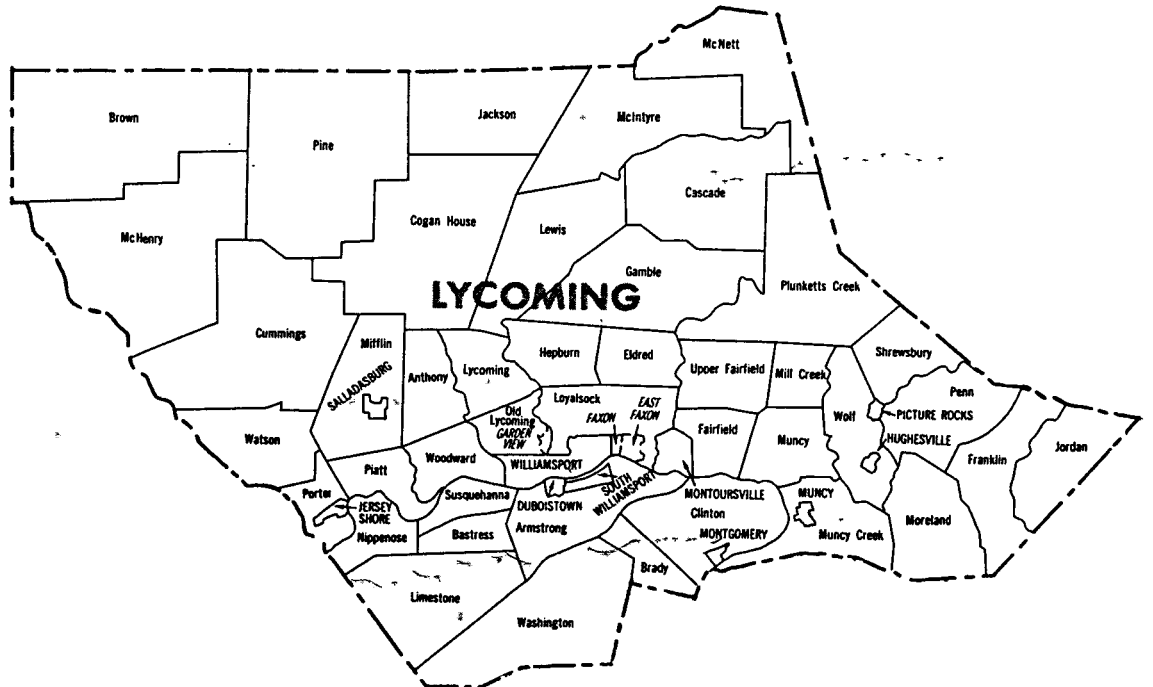 McNett
Brown
Jackson
McIntyre
Pine
Cascade
Cogan House
McHenry
Lewis
Gamble
Plunketts Creek
LYCOMING
Cummings
Mifflin
Hepburn
Eldred
Shrewsbury
Anthony
Lycoming
Upper Fairfield
Mill Creek
SALLADASBURG
Loyalsock
EAST
FAXON
FAXON
Penn
Old
Lycoming
GARDEN
VIEW
Wolf
PICTURE ROCKS
Watson
Fairfield
Muncy
HUGHESVILLE
Jordan
Franklin
Woodward
WILLIAMSPORT
Piatt
Porter
JERSEY
SHORE
Susquehanna
DUBOISTOWN
SOUTH
WILLIAMSPORT
MONTOURSVILLE
MUNCY
Clinton
Moreland
Nippenose
Bastress
Armstrong
MONTGOMERY
Muncy Creek
Brady
Limestone
Washington